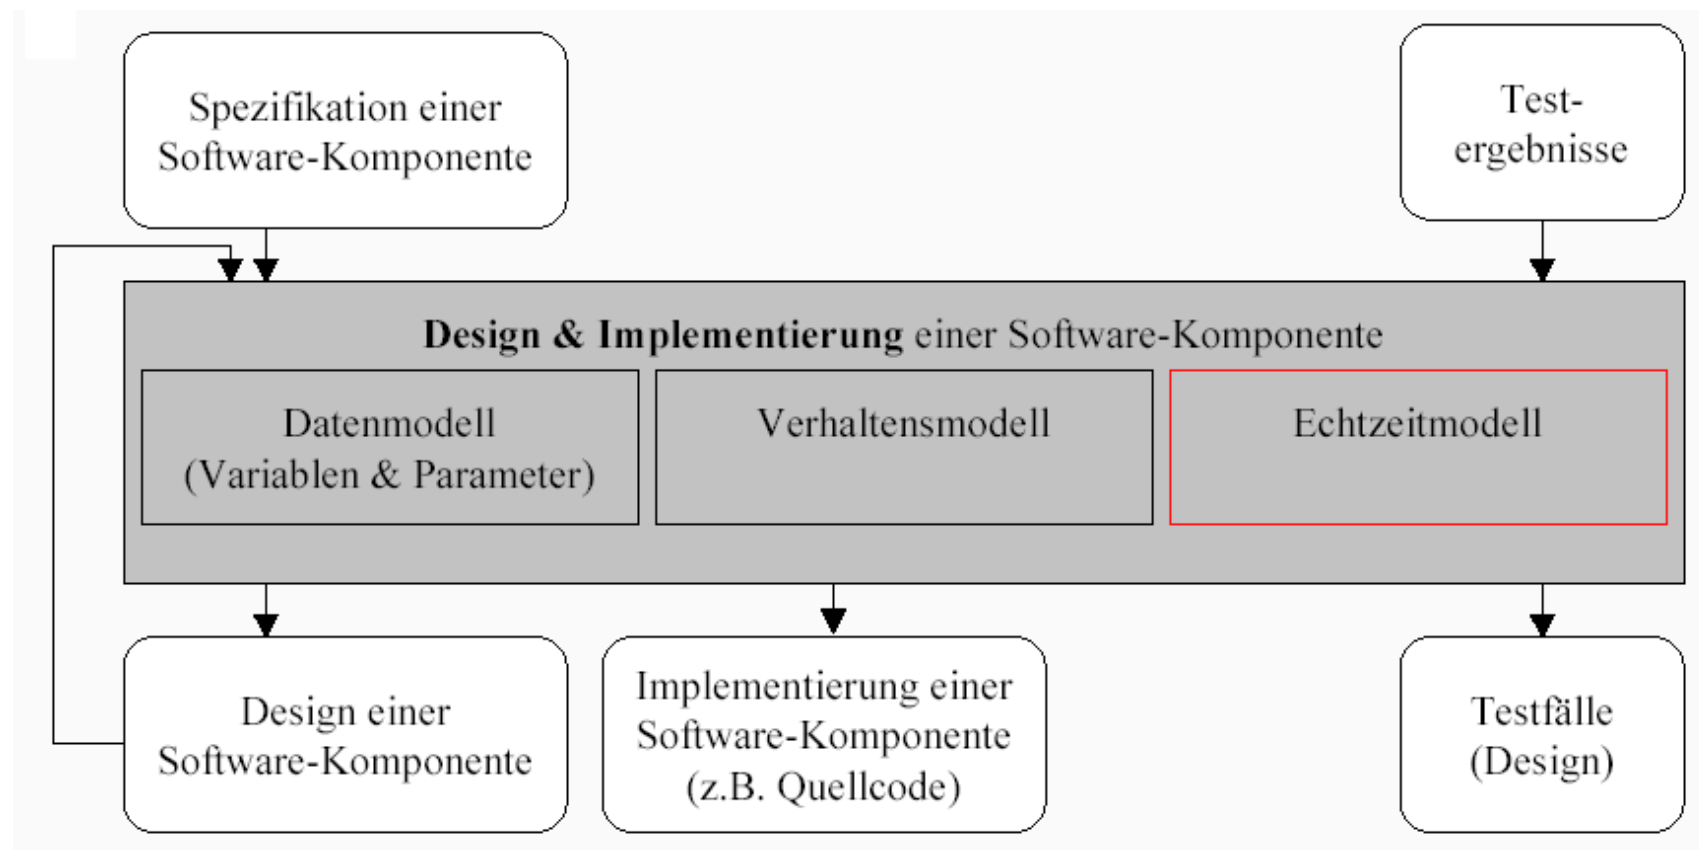 Spezifikation einer
Software-Komponente
Test-
ergebnisse
Design & Implementierung einer Software-Komponente
Datenmodell
(Variablen & Parameter)
Verhaltensmodell
Echtzeitmodell
Design einer
Software-Komponente
Implementierung einer
Software-Komponente
(z.B. Quellcode)
Testfälle
(Design)